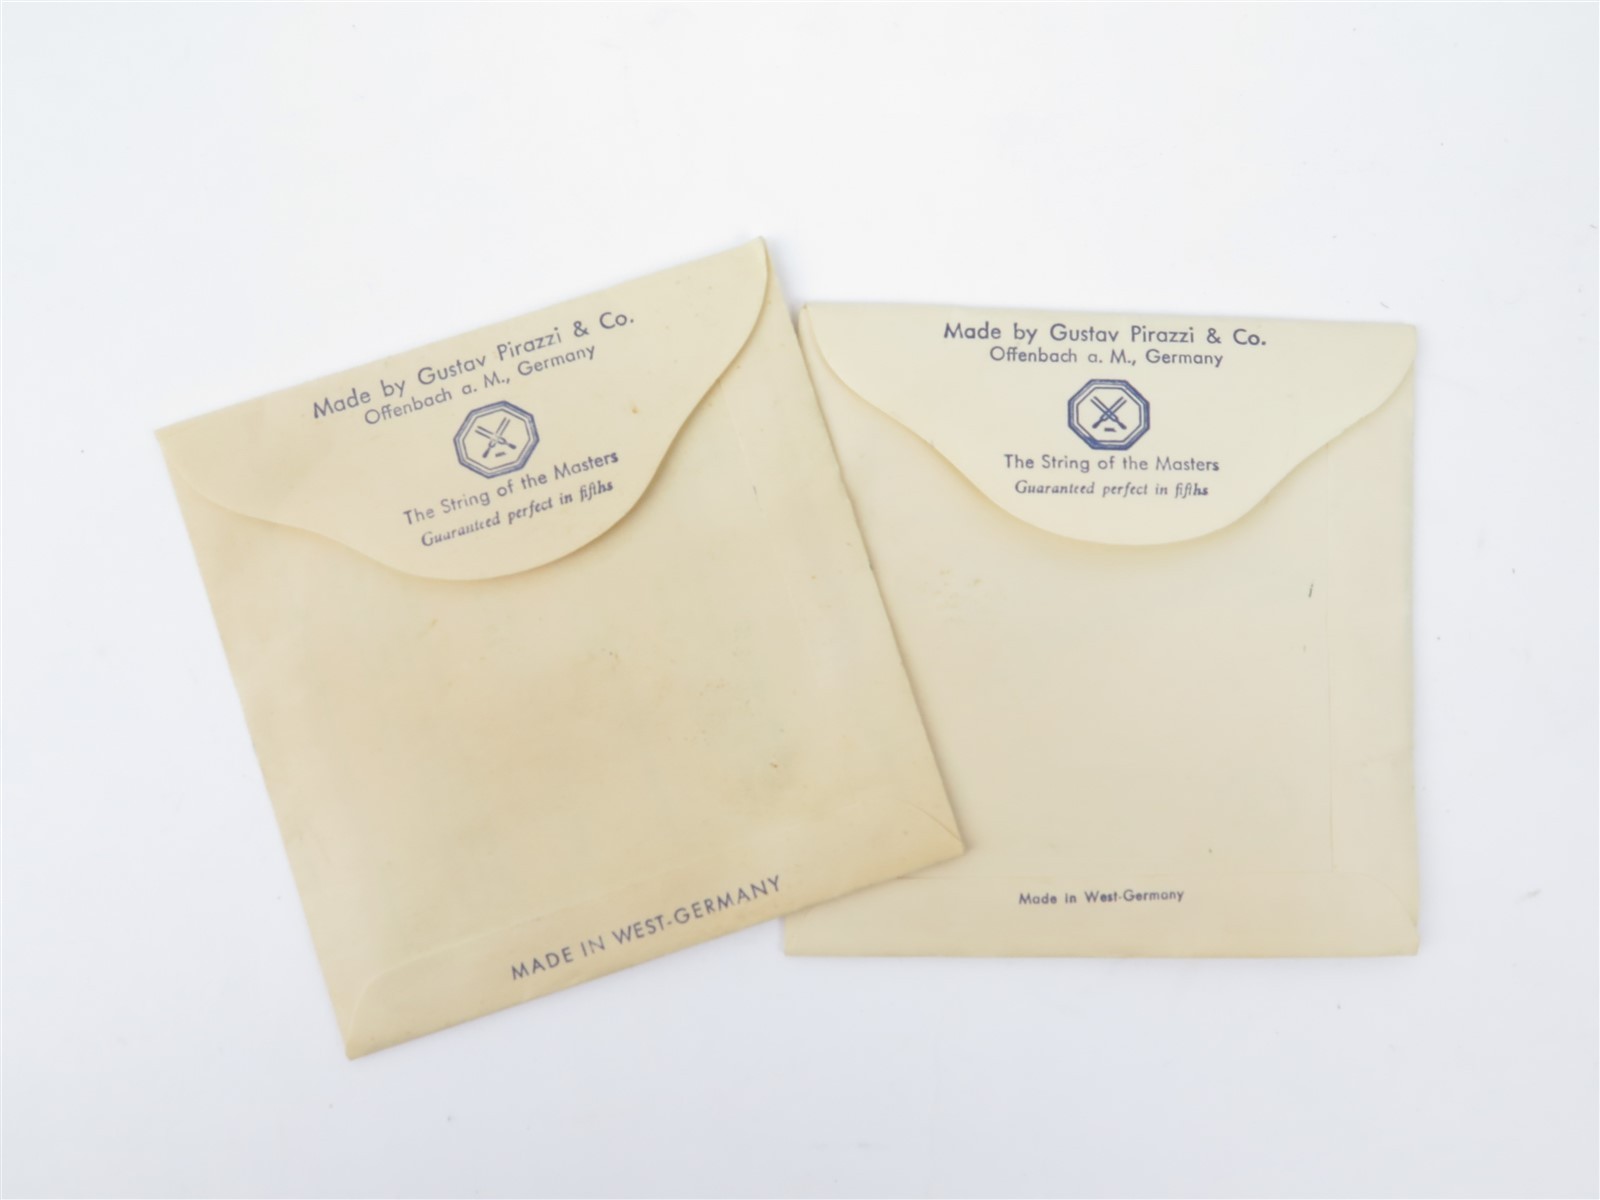 Made by Gustav Pirazzi & Co.
Offenbach a. M., Germany
The String of the Masters
Guaranteed perfect in fifths
MADE IN WEST-GERMANY
Made by Gustav Pirazzi & Co.
Offenbach a. M., Germany
The String of the Masters
Guaranteed perfect in fifths
Made in West-Germany